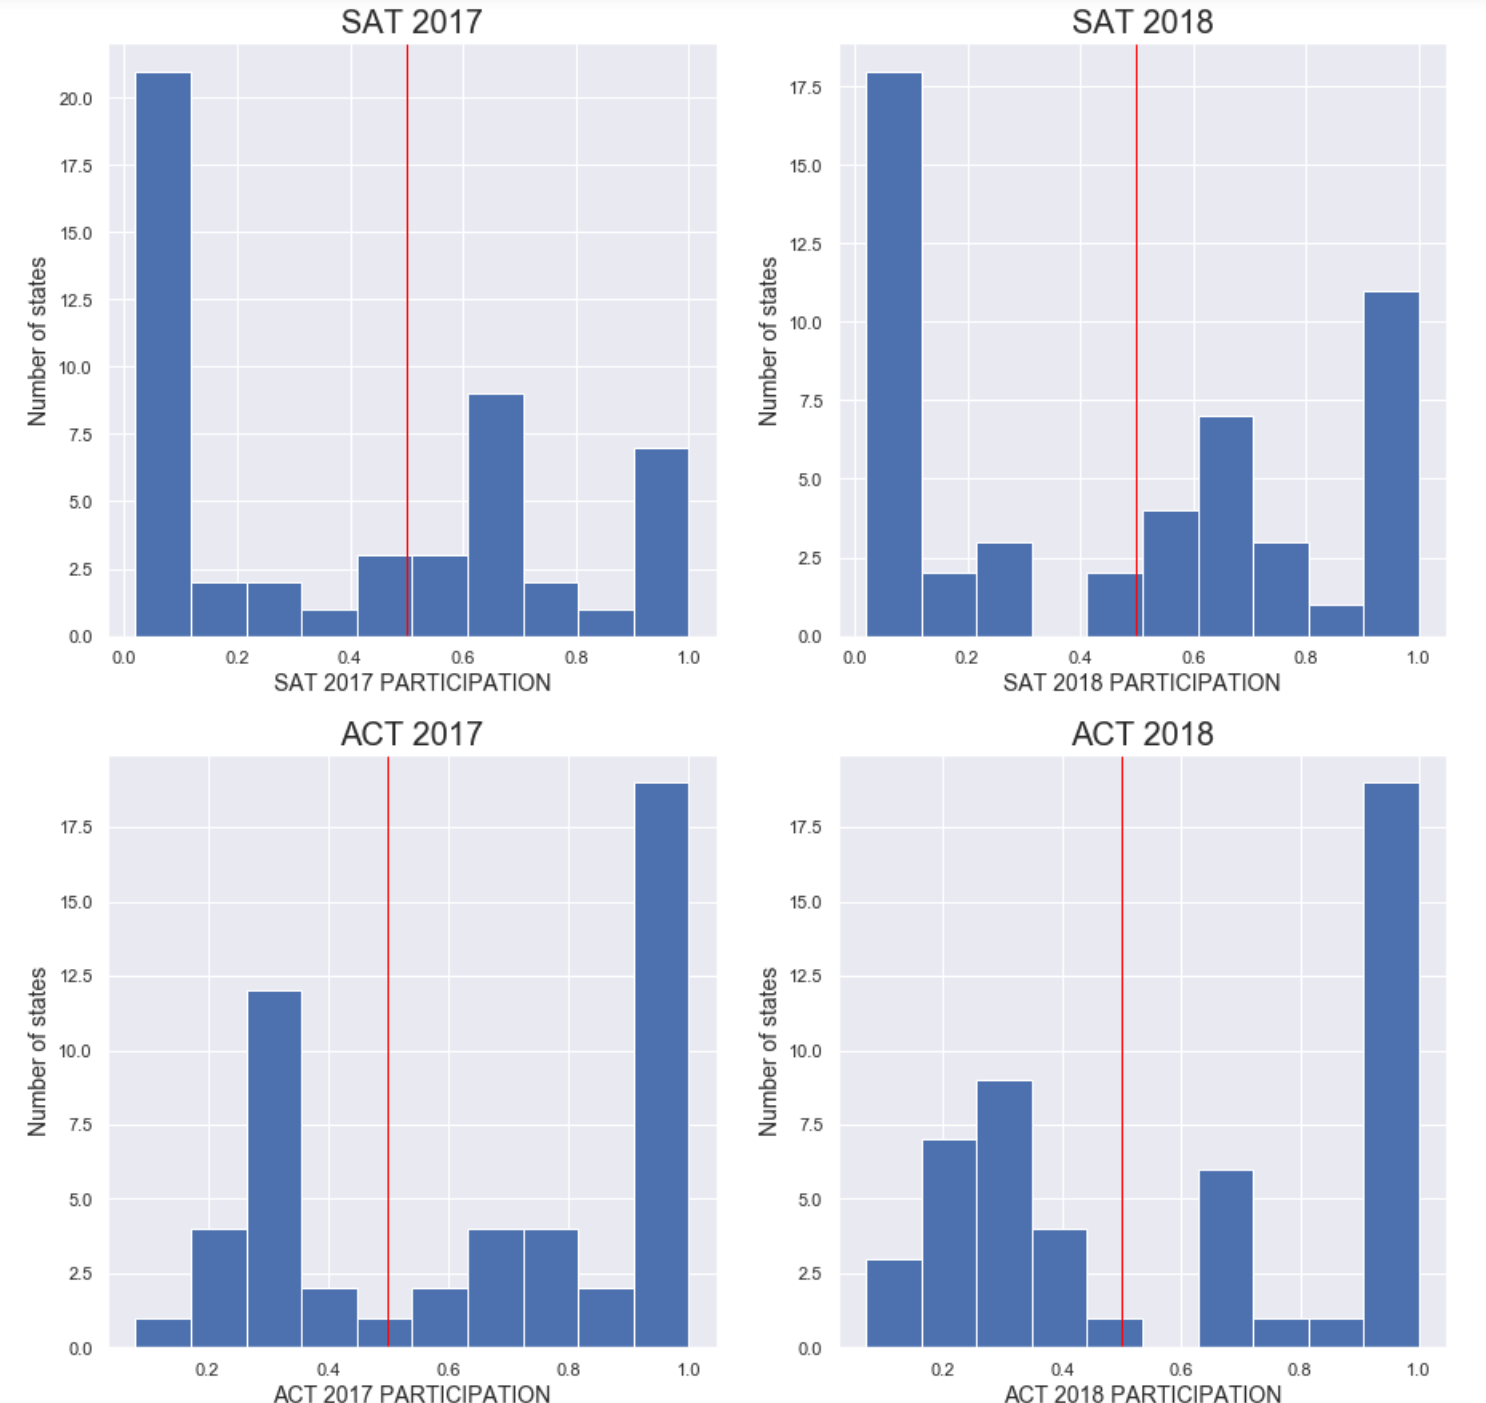 SAT 2017
20.0
17.5
15.0
12.5
10.0
7.5
5.0
2.5
0.0
Number of states
0.0 0.2 0.4 0.6 0.8 1.0
SAT 2017 PARTICIPATION
SAT 2018
17.5
15.0
12.5
10.0
7.5
5.0
2.5
0.0
Number of states
0.0 0.2 0.4 0.6 0.8 1.0
SAT 2018 PARTICIPATION
ACT 2017
17.5
15.0
12.5
10.0
7.5
5.0
2.5
0.0
Number of states
0.2 0.4 0.6 0.8 1.0
ACT 2017 PARTICIPATION
ACT 2018
17.5
15.0
12.5
10.0
7.5
5.0
2.5
0.0
Number of states
0.2 0.4 0.6 0.8 1.0
ACT 2018 PARTICIPATION